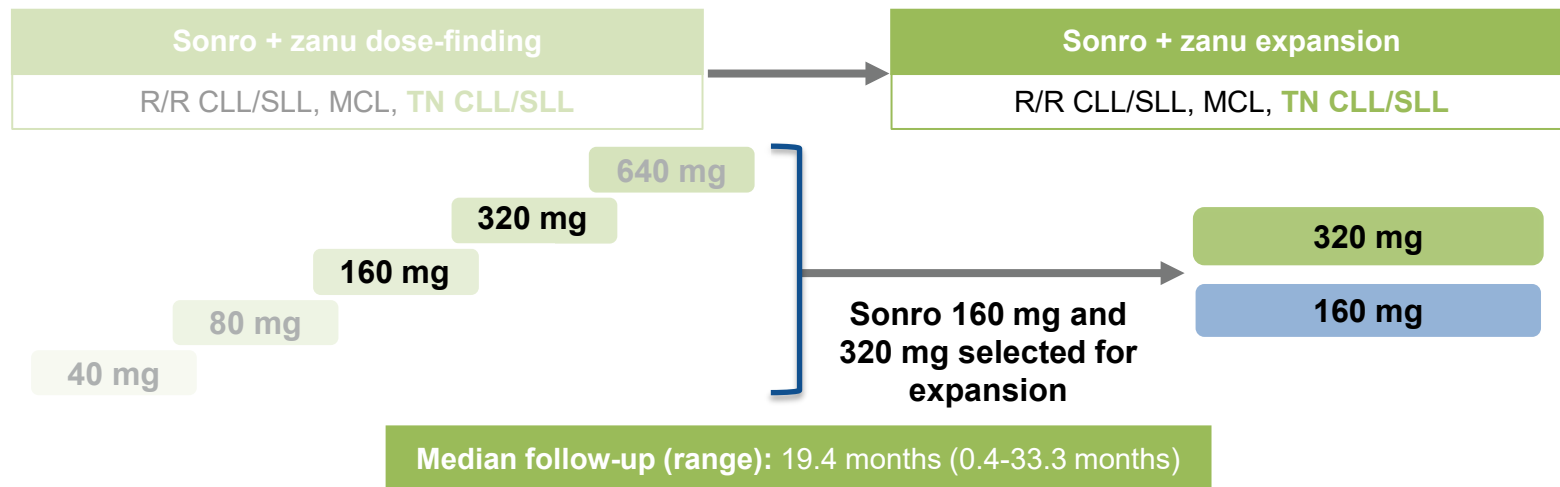 Sonro + zanu dose-finding
R/R CLL/SLL, MCL, TN CLL/SLL
Sonro + zanu expansion
R/R CLL/SLL, MCL, TN CLL/SLL
640 mg
320 mg
160 mg
80 mg
40 mg
Sonro 160 mg and
320 mg selected for
expansion
320 mg
160 mg
Median follow-up (range): 19.4 months (0.4-33.3 months)